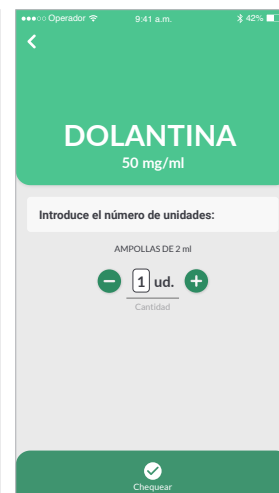 Operador 9:41 a.m. 42%
DOLANTINA
50 mg/ml
Introduce el número de unidades:
AMPOLLAS DE 2 ml
1 ud.
Cantidad
Chequear